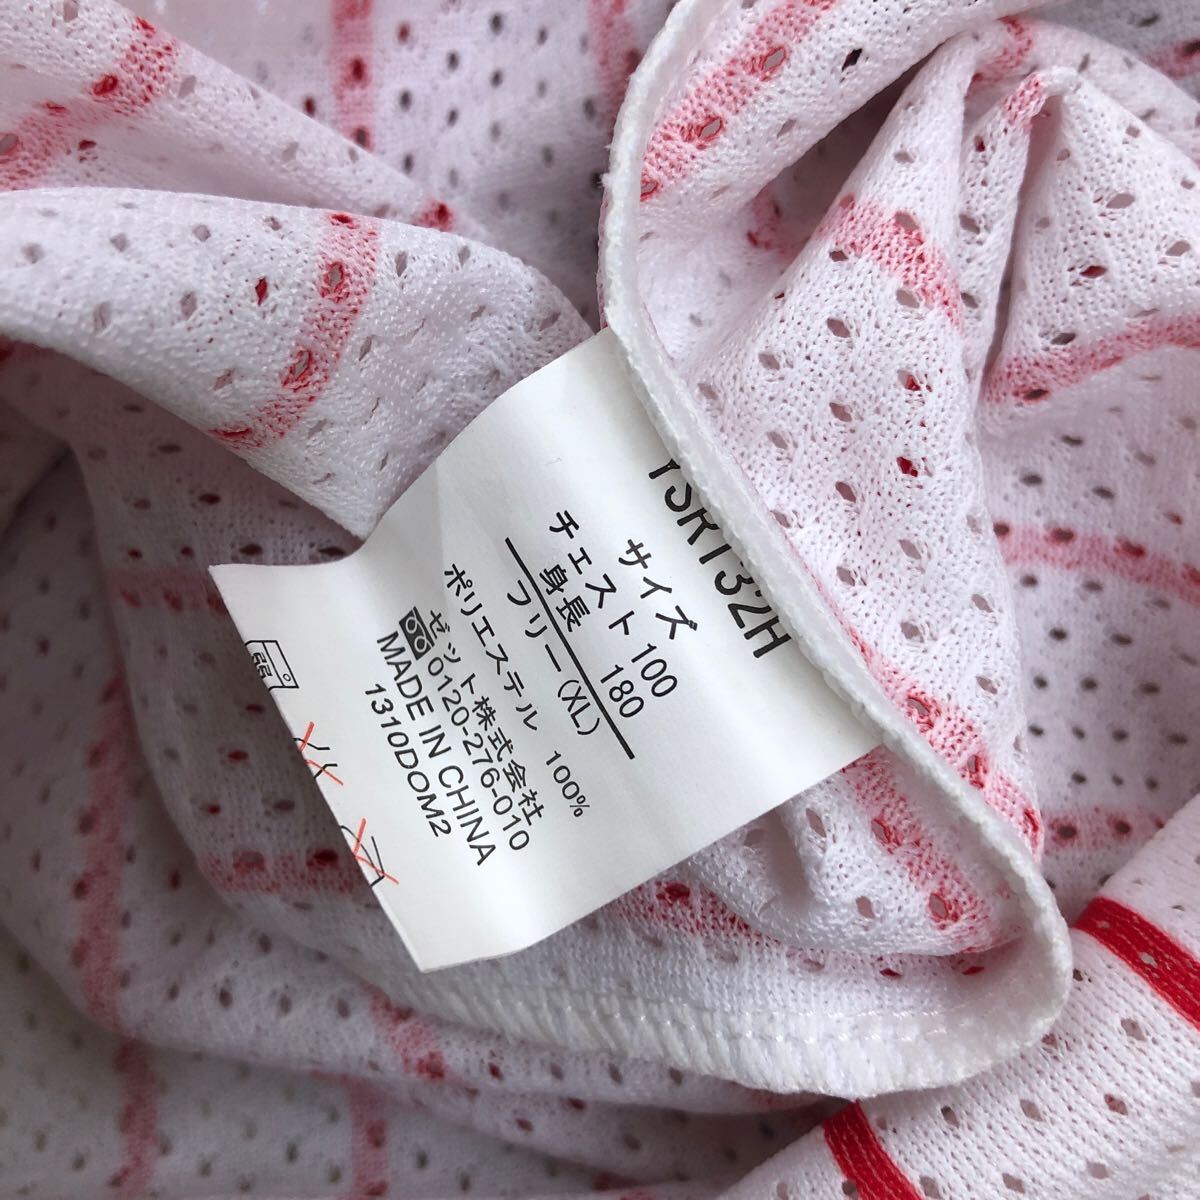 YSRT32H
サイズ
チェスト 100
身長 180
フリー(XL)
ポリエステル 100%
ゼット株式会社
0120-276-010
MADE IN CHINA
1310DOM2